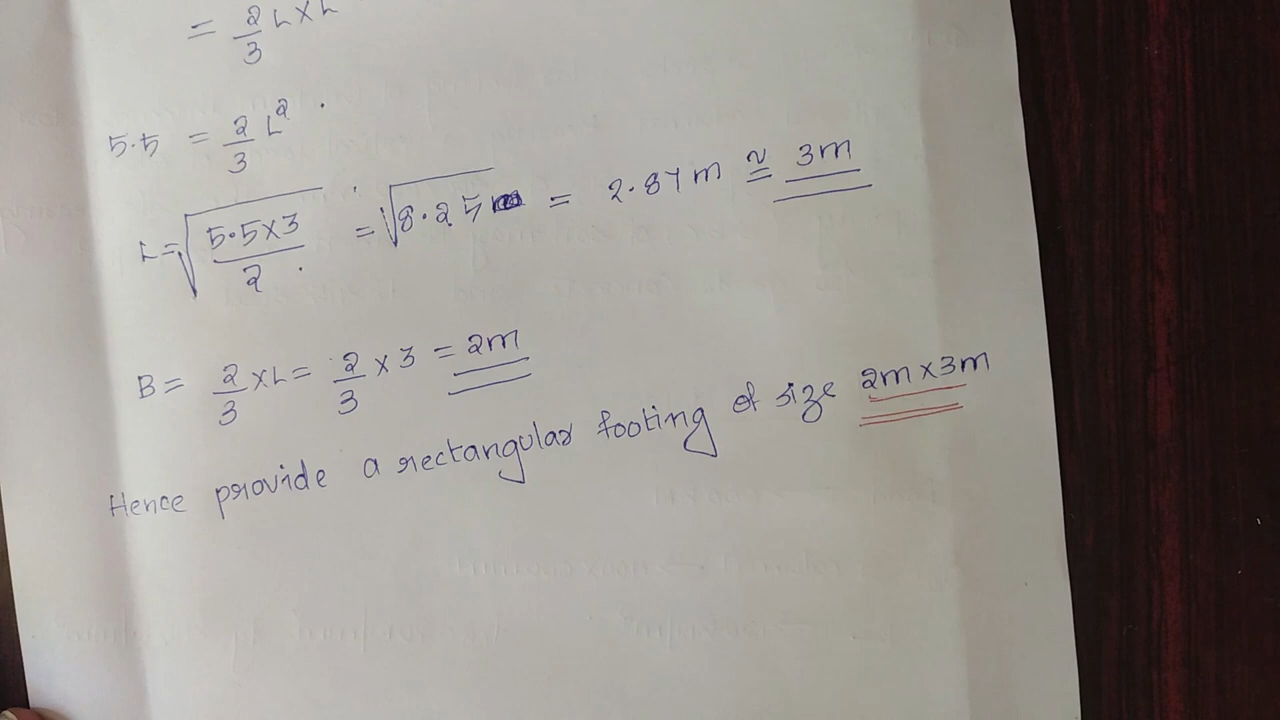 = 2/3 L × L
5.5 = 2/3 L²
L = √(5.5×3/2) = √8.25 = 2.87m ≅ 3m
B = 2/3 × L = 2/3 × 3 = 2m
Hence provide a rectangular footing of size 2m × 3m